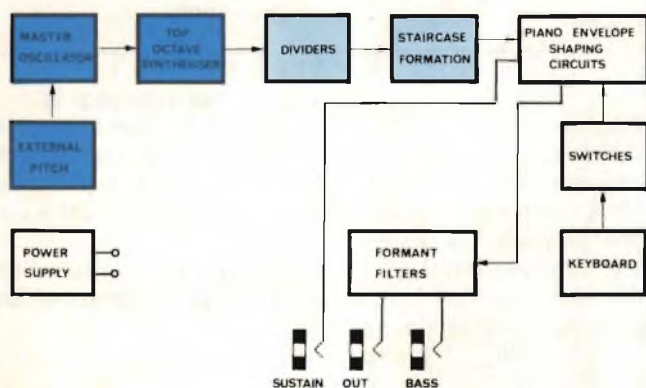 MASTER
OSCILLATOR
TOP
OCTAVE
SYNTHESISER
DIVIDERS
STAIRCASE
FORMATION
PIANO ENVELOPE
SHAPING
CIRCUITS
EXTERNAL
PITCH
SWITCHES
POWER
SUPPLY
FORMANT
FILTERS
KEYBOARD
SUSTAIN OUT BASS